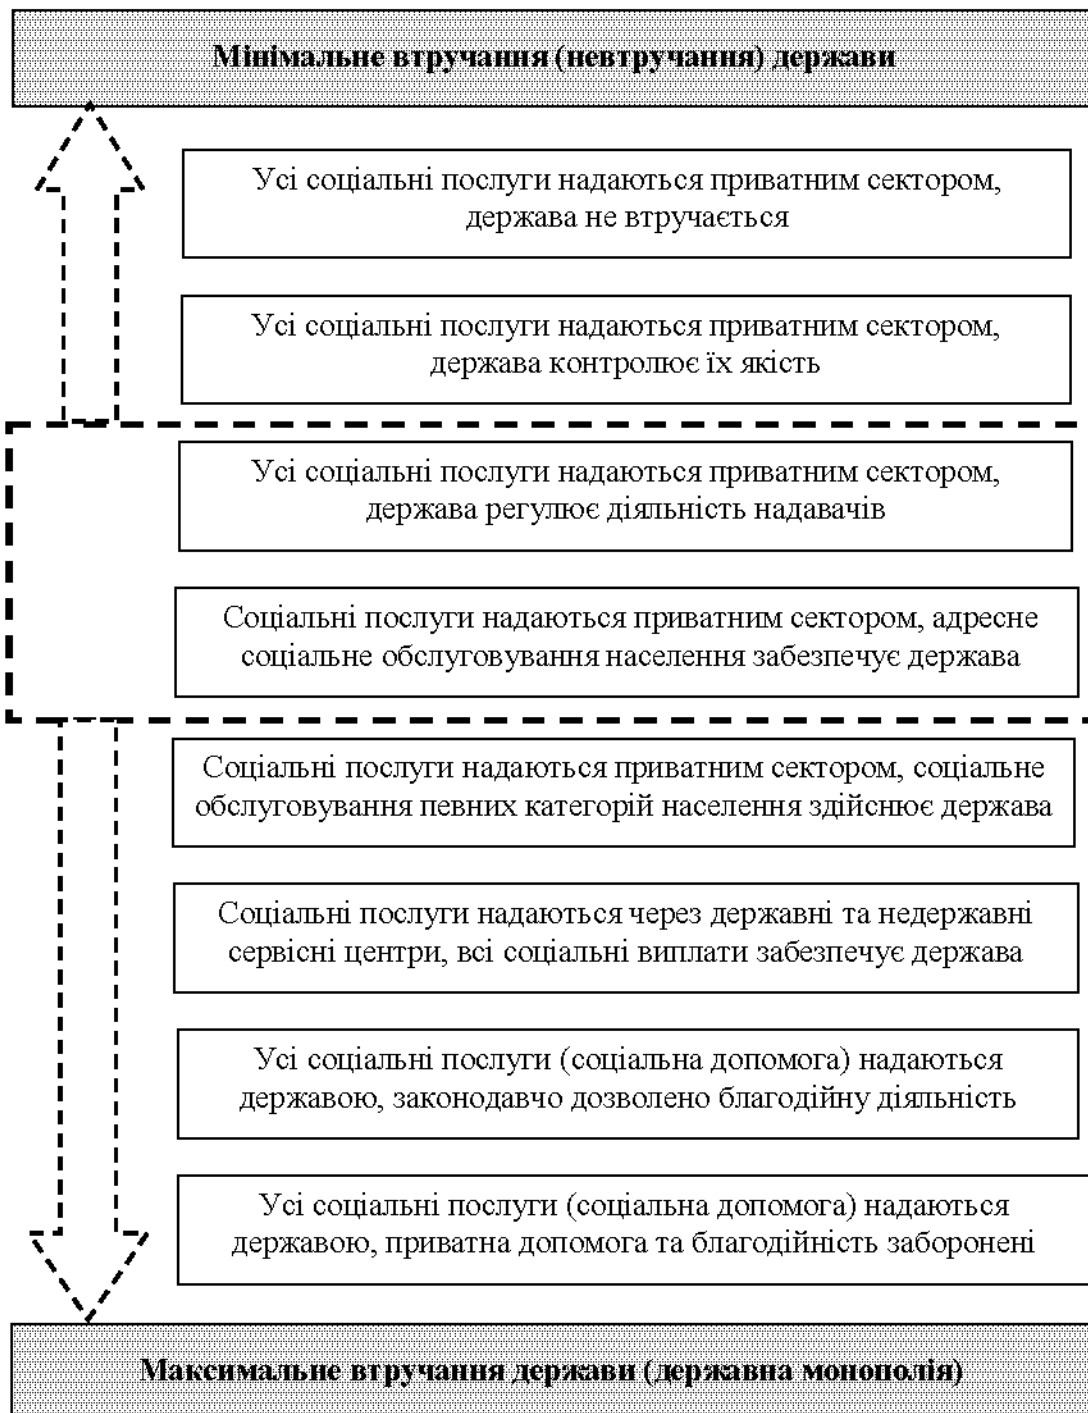 Мінімальне втручання (невтручання) держави
Усі соціальні послуги надаються приватним сектором,
держава не втручається
Усі соціальні послуги надаються приватним сектором,
держава контролює їх якість
Усі соціальні послуги надаються приватним сектором,
держава регулює діяльність надавачів
Соціальні послуги надаються приватним сектором, адресне
соціальне обслуговування населення забезпечує держава
Соціальні послуги надаються приватним сектором, соціальне
обслуговування певних категорій населення здійснює держава
Соціальні послуги надаються через державні та недержавні
сервісні центри, всі соціальні виплати забезпечує держава
Усі соціальні послуги (соціальна допомога) надаються
державою, законодавчо дозволено благодійну діяльність
Усі соціальні послуги (соціальна допомога) надаються
державою, приватна допомога та благодійність заборонені
Максимальне втручання держави (державна монополія)